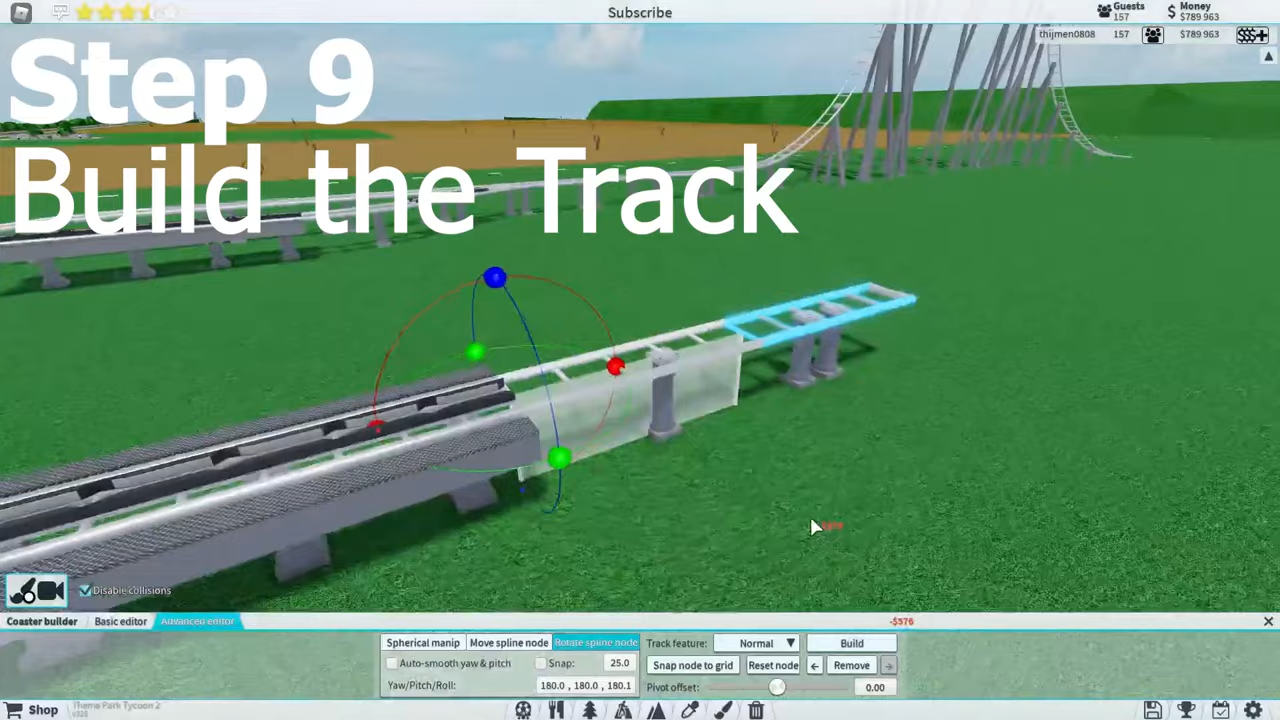 Subscribe
Guests
157
Money
$789 963
thijmen0808 157 $789 963
Step 9
Build the Track
Disable collisions
Coaster builder Basic editor Advanced editor
-$576
Spherical manip Move spline node Rotate spline node
Track feature: Normal ▼ Build
Auto-smooth yaw & pitch Snap: 25.0
Snap node to grid Reset node ← Remove →
Yaw/Pitch/Roll: 180.0 , 180.0 , 180.1
Pivot offset: 0.00
Shop
Theme Park Tycoon 2